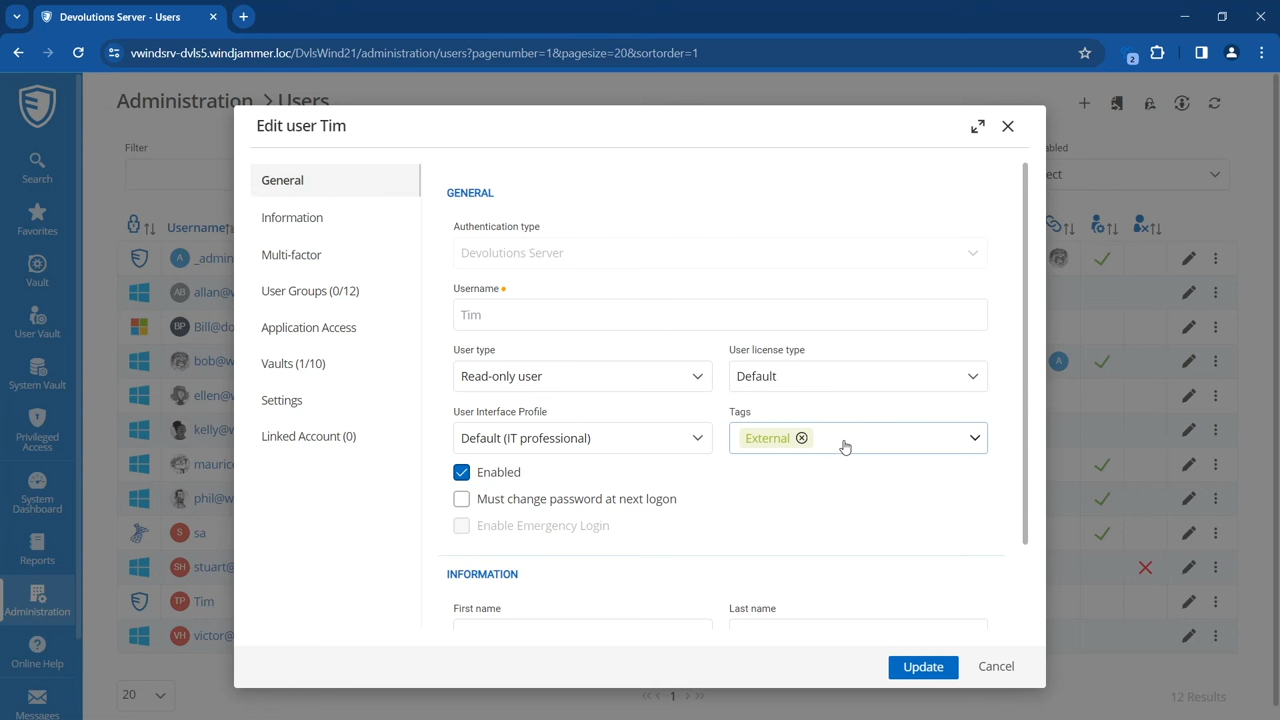 Devolutions Server - Users
vwindsrv-dvls5.windjammer.loc/DvlsWind21/administration/users?pagenumber=1&pagesize=20&sortorder=1
2
Administration > Users
Search
Favorites
Vault
User Vault
System Vault
Privileged
Access
System
Dashboard
Reports
Administration
Online Help
Messages
Filter
Username
A _admin
AB allan@w
BP Bill@do
bob@w
ellen@w
kelly@w
mauric
phil@w
S sa
SH stuart@
TP Tim
VH victor@
A
20
1
12 Results
Edit user Tim
General
Information
Multi-factor
User Groups (0/12)
Application Access
Vaults (1/10)
Settings
Linked Account (0)
GENERAL
Authentication type
Devolutions Server
Username
Tim
User type
User license type
Read-only user
Default
User Interface Profile
Tags
Default (IT professional)
External
Enabled
Must change password at next logon
Enable Emergency Login
INFORMATION
First name
Last name
Update
Cancel